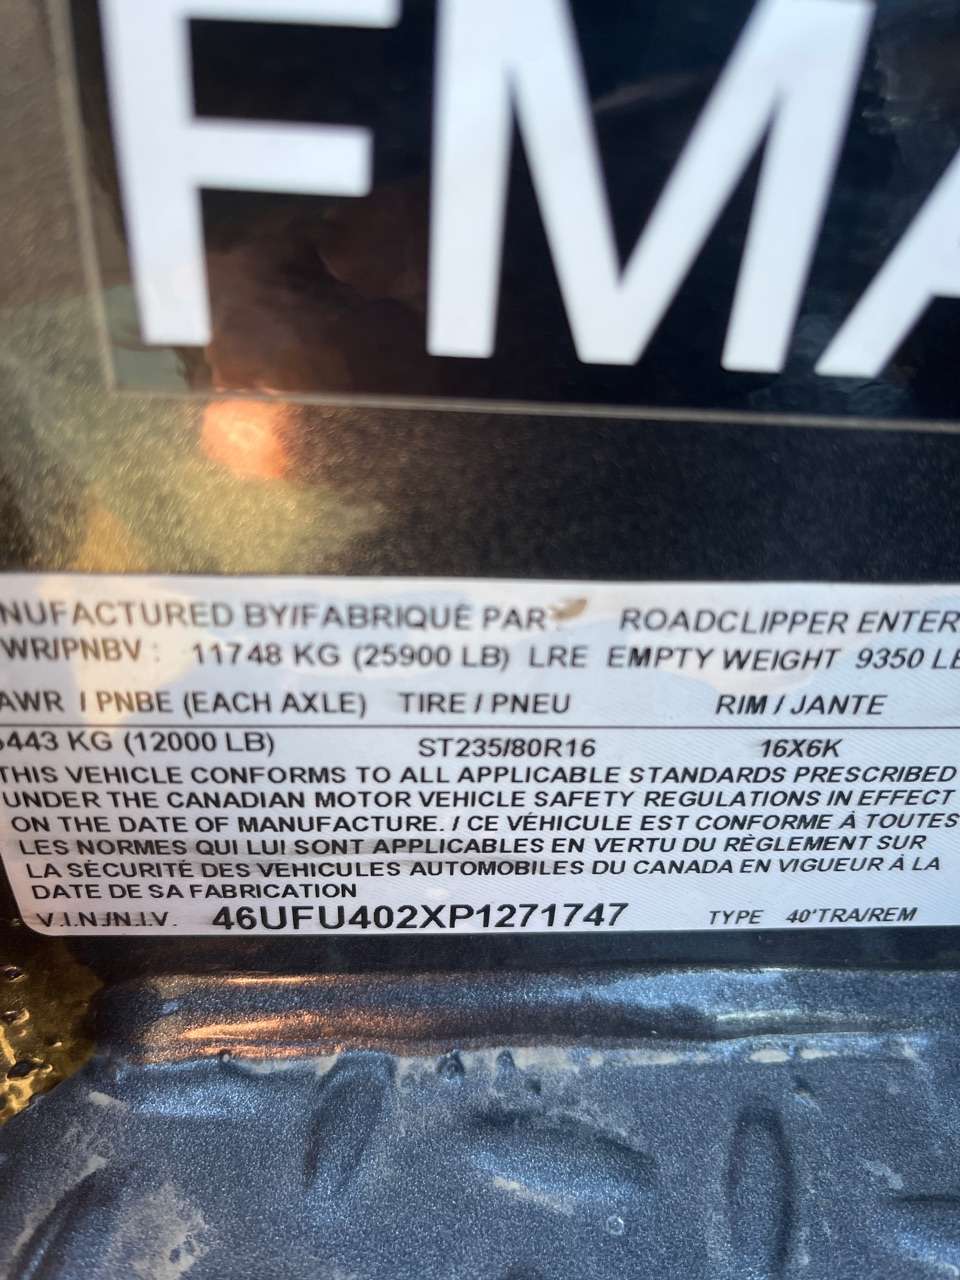 FMA
NUFACTURED BY/FABRIQUÉ PAR ROADCLIPPER ENTER
WR/PNBV : 11748 KG (25900 LB) LRE EMPTY WEIGHT 9350 LB
AWR / PNBE (EACH AXLE) TIRE / PNEU RIM / JANTE
5443 KG (12000 LB) ST235/80R16 16X6K
THIS VEHICLE CONFORMS TO ALL APPLICABLE STANDARDS PRESCRIBED
UNDER THE CANADIAN MOTOR VEHICLE SAFETY REGULATIONS IN EFFECT
ON THE DATE OF MANUFACTURE. / CE VÉHICULE EST CONFORME À TOUTES
LES NORMES QUI LUI SONT APPLICABLES EN VERTU DU RÈGLEMENT SUR
LA SÉCURITÉ DES VÉHICULES AUTOMOBILES DU CANADA EN VIGUEUR À LA
DATE DE SA FABRICATION
V.I.N./N.I.V. 46UFU402XP1271747 TYPE 40'TRA/REM